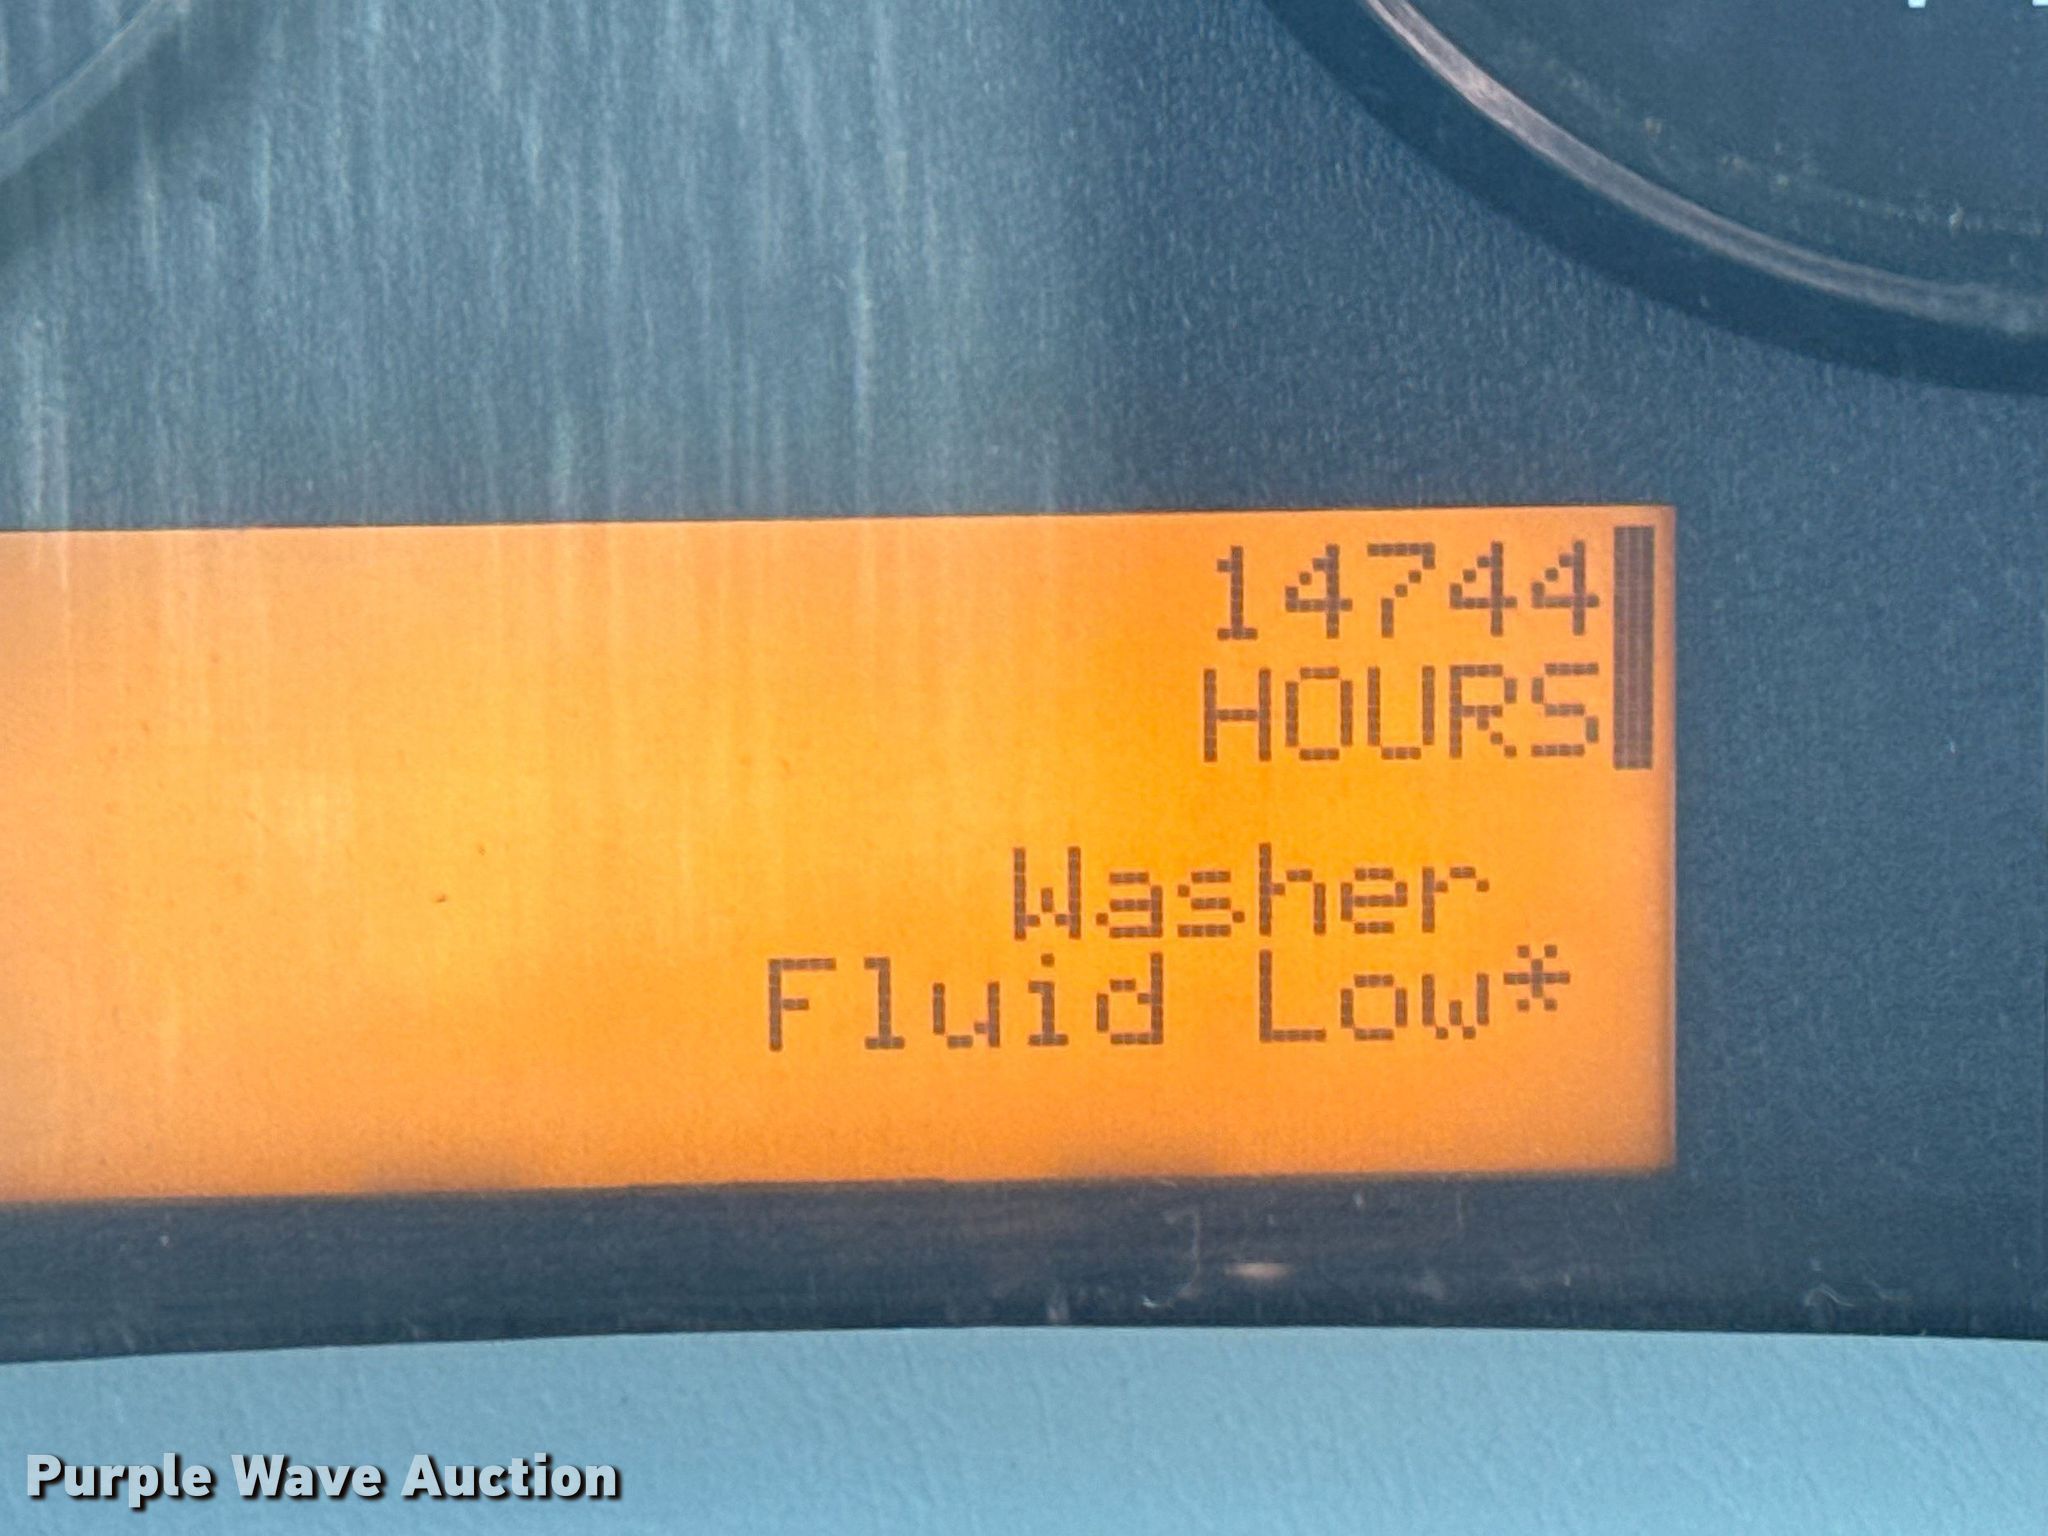 14744
HOURS
Washer
Fluid Low*
Purple Wave Auction